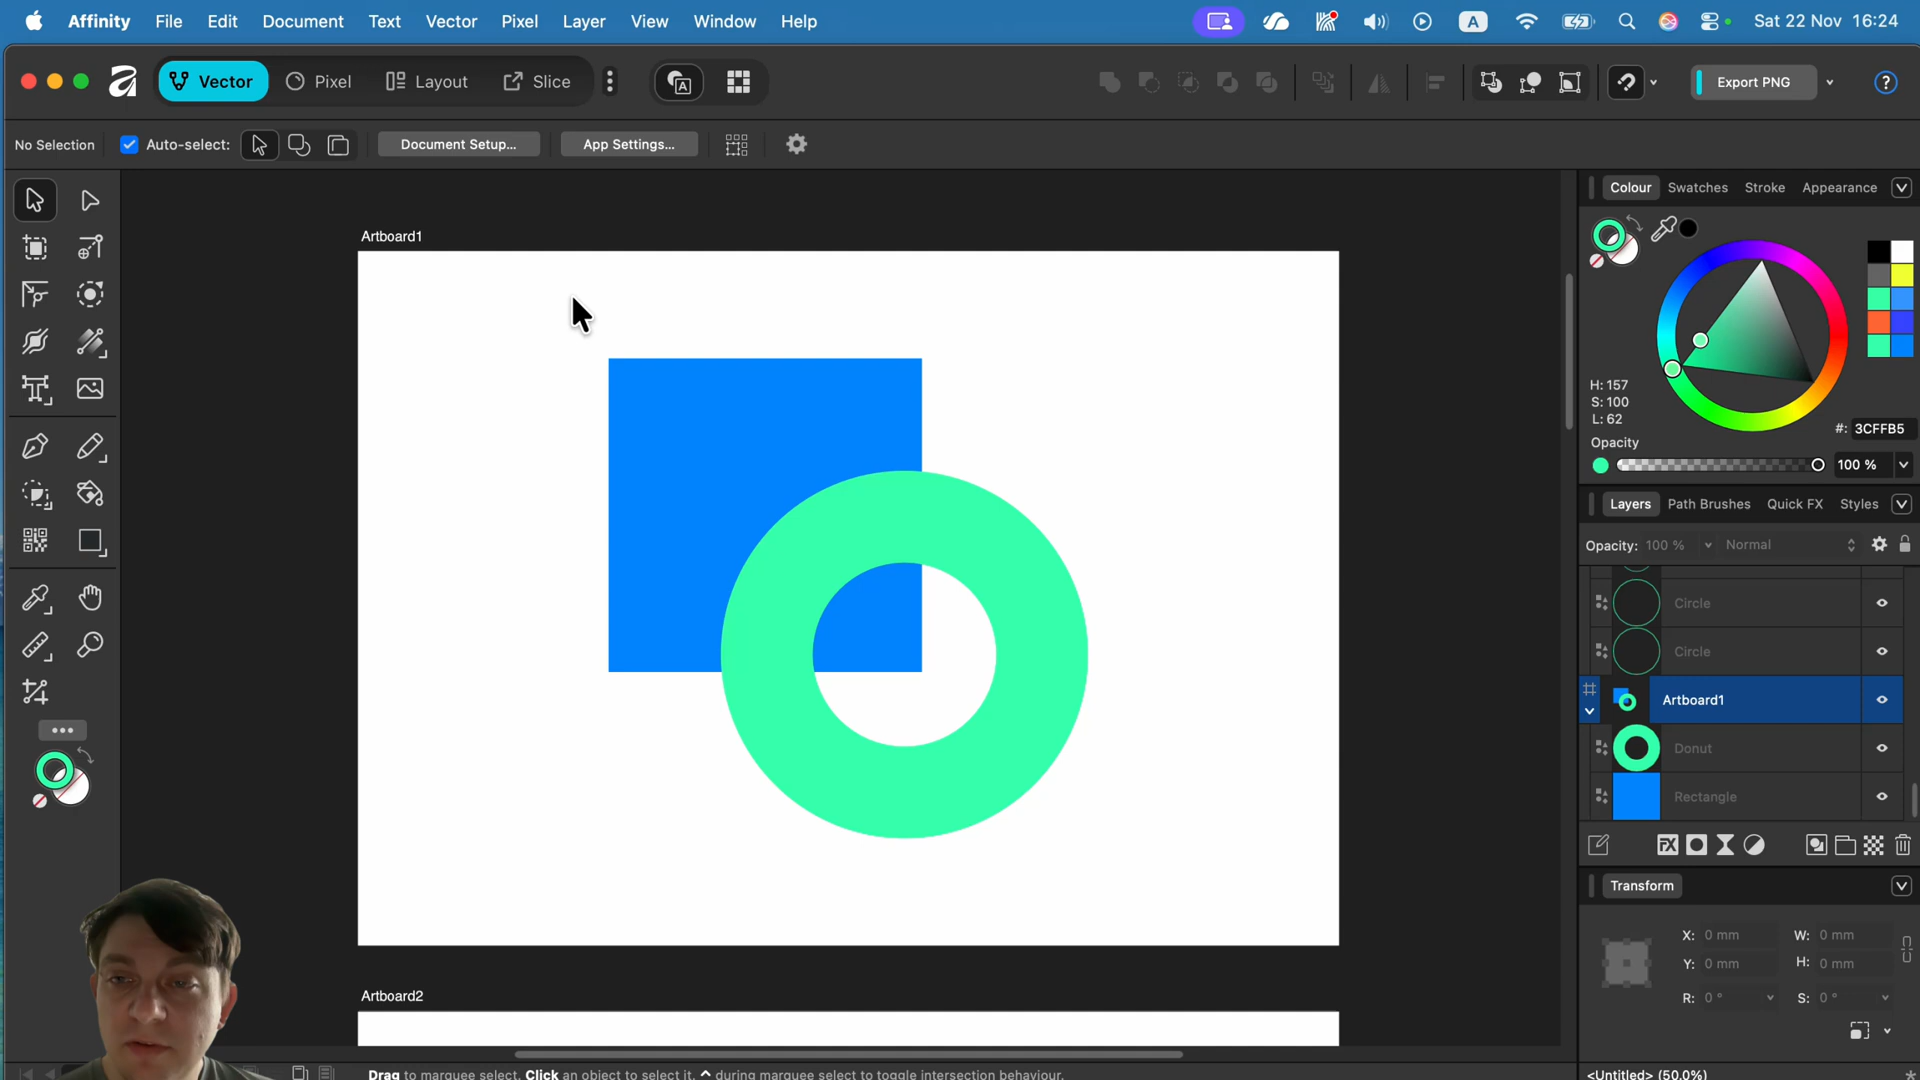 Affinity File Edit Document Text Vector Pixel Layer View Window Help A Sat 22 Nov 16:24
Vector Pixel Layout Slice A Export PNG ?
No Selection Auto-select: Document Setup... App Settings...
Colour Swatches Stroke Appearance
Artboard1
H: 157
S: 100
L: 62
#: 3CFFB5
Opacity
100 %
Layers Path Brushes Quick FX Styles
Opacity: 100 % Normal
Circle
Circle
Artboard1
Donut
Rectangle
FX
Transform
X: 0 mm W: 0 mm
Y: 0 mm H: 0 mm
R: 0 ° S: 0 °
Artboard2
Drag to marquee select. Click an object to select it. ^ during marquee select to toggle intersection behaviour.
<Untitled> (50.0%)